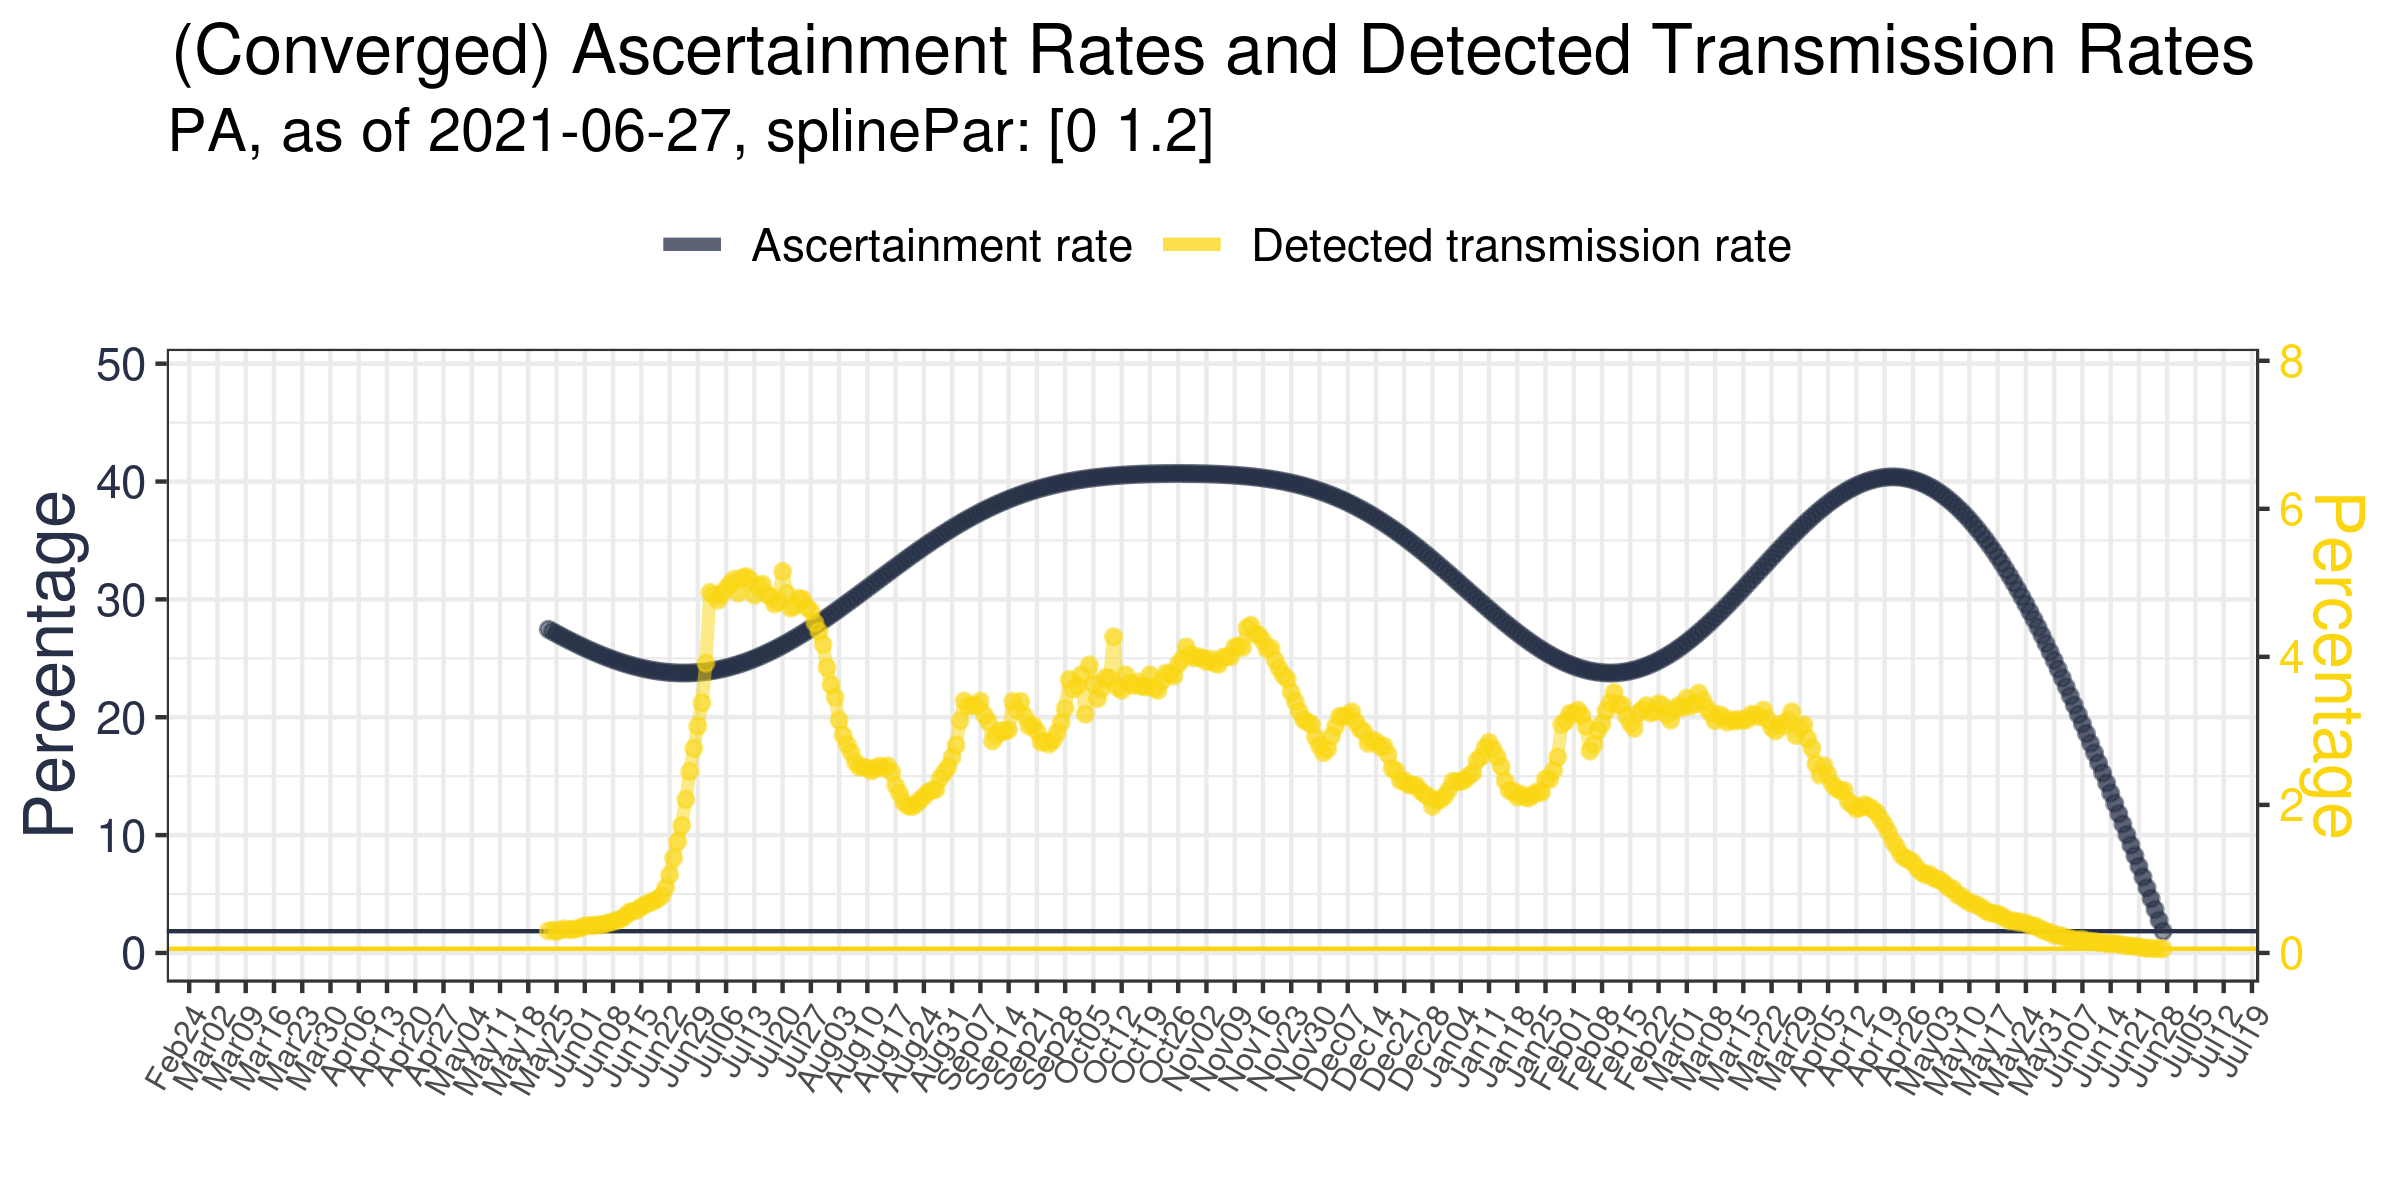 (Converged) Ascertainment Rates and Detected Transmission Rates
PA, as of 2021-06-27, splinePar: [0 1.2]
Ascertainment rate
Detected transmission rate
Percentage
50
40
30
20
10
0
8
6
4
2
0
Percentage
Feb24
Mar02
Mar09
Mar16
Mar23
Mar30
Apr06
Apr13
Apr20
Apr27
May04
May11
May18
May25
Jun01
Jun08
Jun15
Jun22
Jun29
Jul06
Jul13
Jul20
Jul27
Aug03
Aug10
Aug17
Aug24
Aug31
Sep07
Sep14
Sep21
Sep28
Oct05
Oct12
Oct19
Oct26
Nov02
Nov09
Nov16
Nov23
Nov30
Dec07
Dec14
Dec21
Dec28
Jan04
Jan11
Jan18
Jan25
Feb01
Feb08
Feb15
Feb22
Mar01
Mar08
Mar15
Mar22
Mar29
Apr05
Apr12
Apr19
Apr26
May03
May10
May17
May24
May31
Jun07
Jun14
Jun21
Jun28
Jul05
Jul12
Jul19